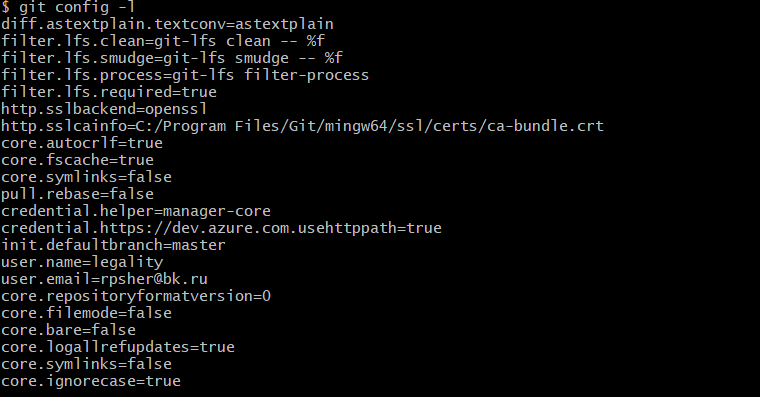 $ git config -l
diff.astextplain.textconv=astextplain
filter.lfs.clean=git-lfs clean -- %f
filter.lfs.smudge=git-lfs smudge -- %f
filter.lfs.process=git-lfs filter-process
filter.lfs.required=true
http.sslbackend=openssl
http.sslcainfo=C:/Program Files/Git/mingw64/ssl/certs/ca-bundle.crt
core.autocrlf=true
core.fscache=true
core.symlinks=false
pull.rebase=false
credential.helper=manager-core
credential.https://dev.azure.com.usehttppath=true
init.defaultbranch=master
user.name=legality
user.email=rpsher@bk.ru
core.repositoryformatversion=0
core.filemode=false
core.bare=false
core.logallrefupdates=true
core.symlinks=false
core.ignorecase=true